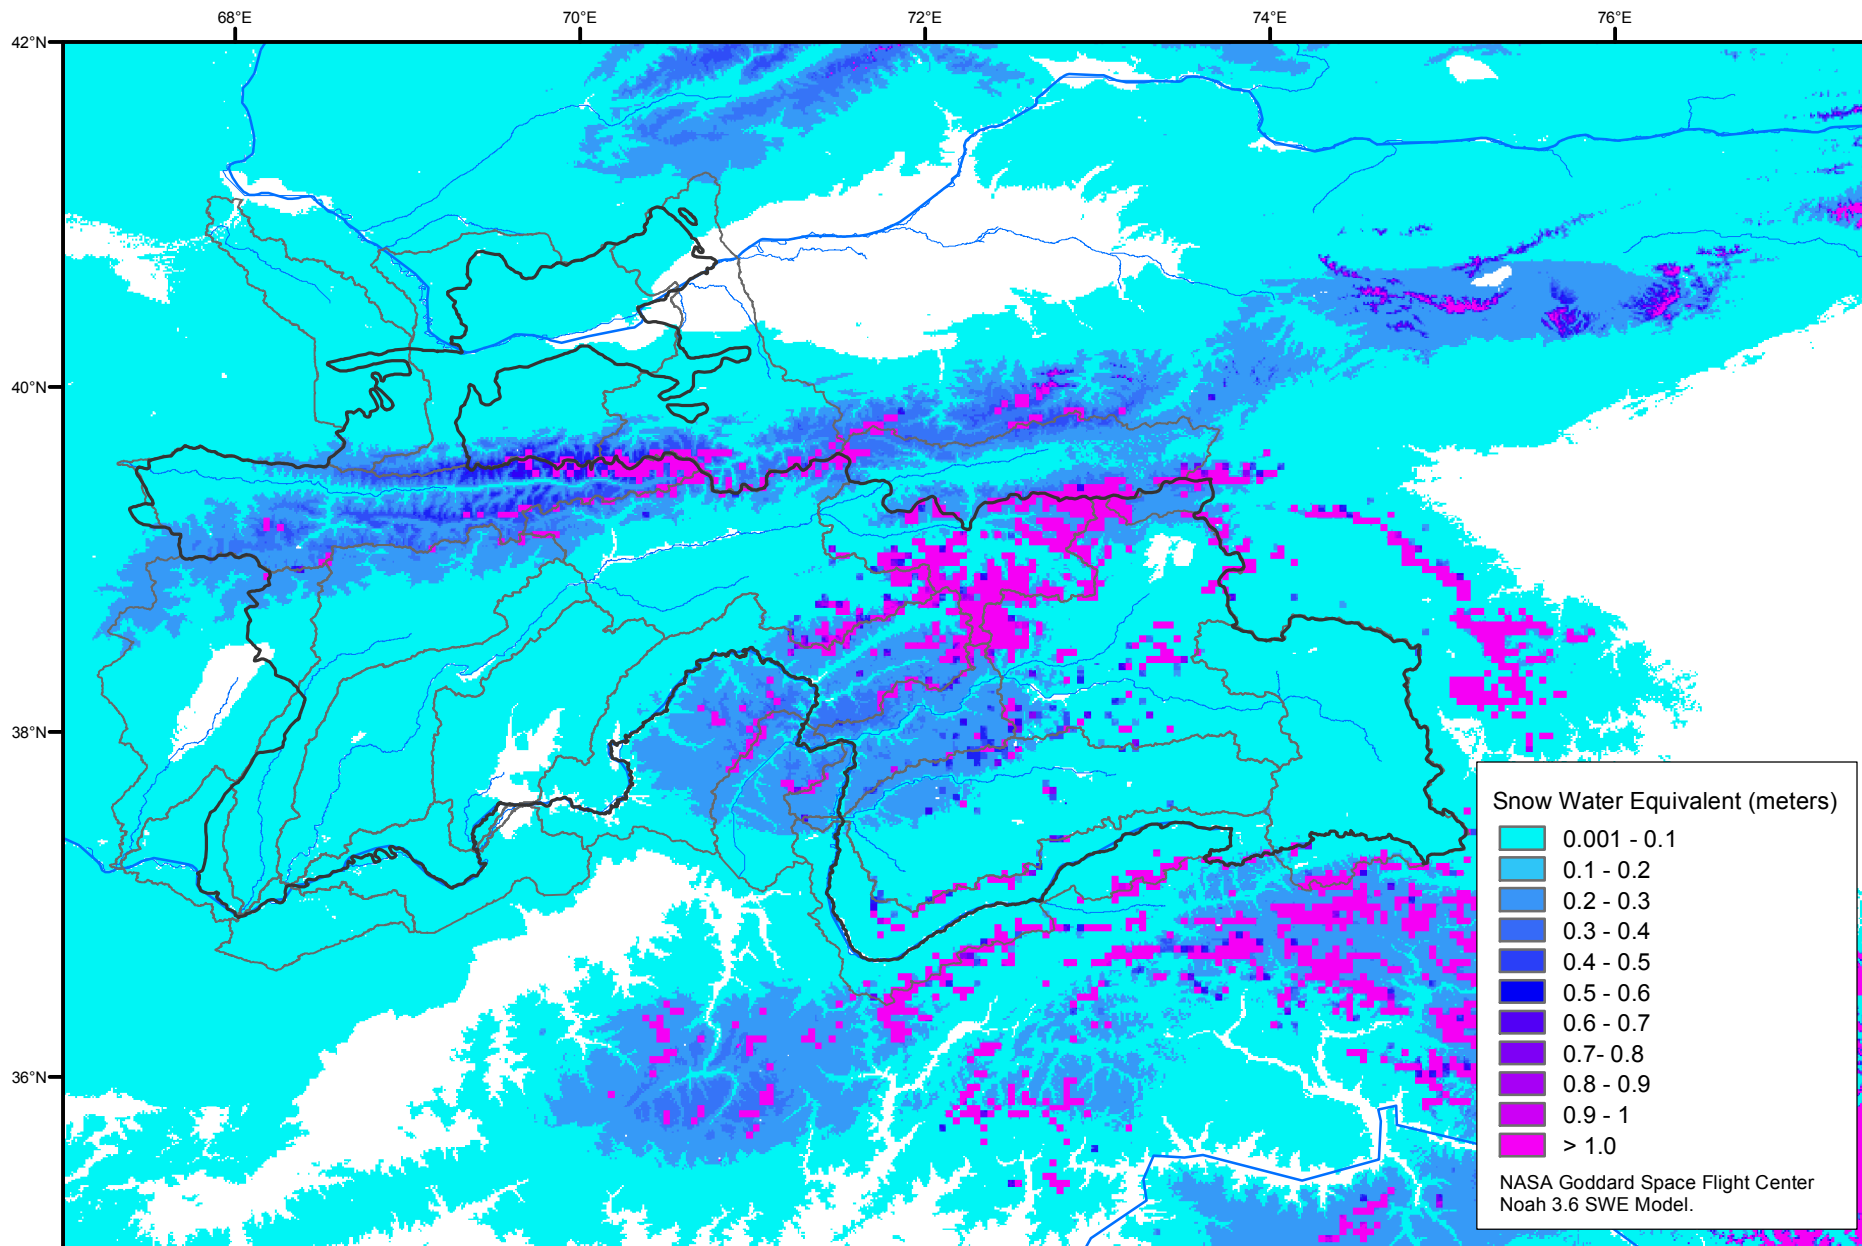 68°E
70°E
72°E
74°E
76°E
42°N
40°N
38°N
36°N
Snow Water Equivalent (meters)
0.001 - 0.1
0.1 - 0.2
0.2 - 0.3
0.3 - 0.4
0.4 - 0.5
0.5 - 0.6
0.6 - 0.7
0.7- 0.8
0.8 - 0.9
0.9 - 1
> 1.0
NASA Goddard Space Flight Center
Noah 3.6 SWE Model.